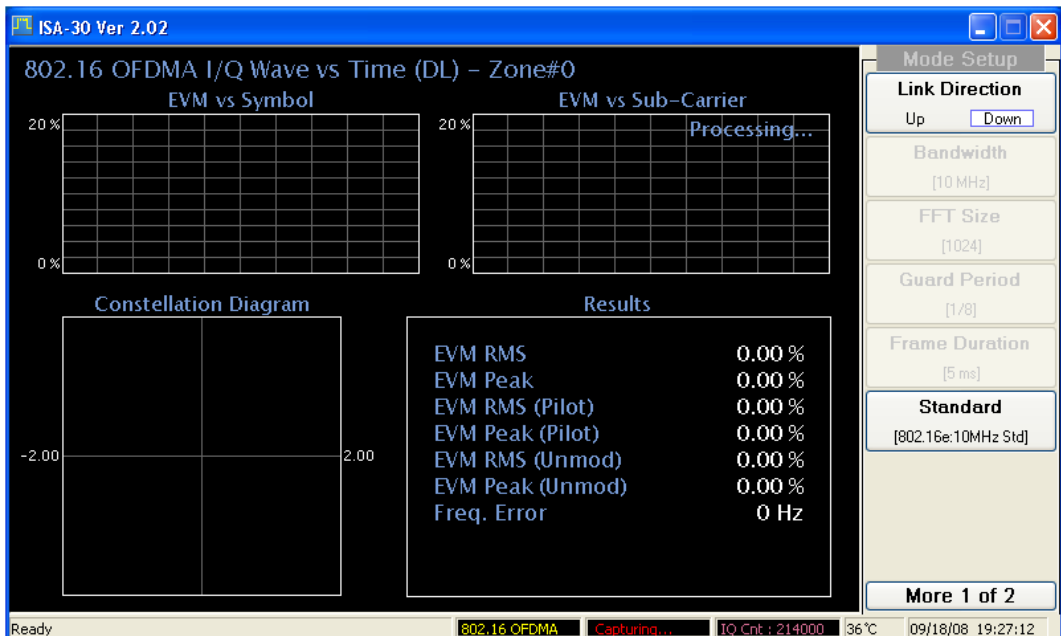 ISA-30 Ver 2.02
802.16 OFDMA I/Q Wave vs Time (DL) - Zone#0
EVM vs Symbol
20 %
0 %
EVM vs Sub-Carrier
Processing...
20 %
0 %
Constellation Diagram
-2.00
2.00
Results
EVM RMS 0.00 %
EVM Peak 0.00 %
EVM RMS (Pilot) 0.00 %
EVM Peak (Pilot) 0.00 %
EVM RMS (Unmod) 0.00 %
EVM Peak (Unmod) 0.00 %
Freq. Error 0 Hz
Mode Setup
Link Direction
Up Down
Bandwidth
[10 MHz]
FFT Size
[1024]
Guard Period
[1/8]
Frame Duration
[5 ms]
Standard
[802.16e:10MHz Std]
More 1 of 2
Ready 802.16 OFDMA Capturing... IQ Cnt : 214000 36°C 09/18/08 19:27:12